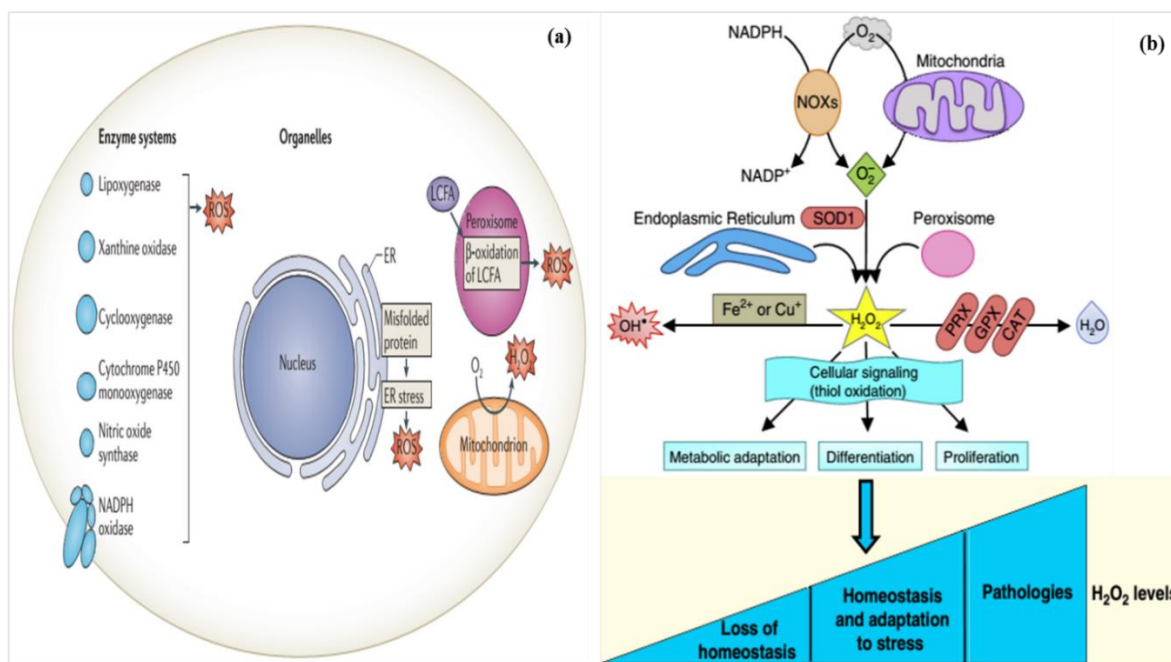 (a)
Enzyme systems
Organelles
Lipoxygenase
ROS
Xanthine oxidase
Cyclooxygenase
Cytochrome P450
monooxygenase
Nitric oxide
synthase
NADPH
oxidase
Nucleus
ER
Misfolded
protein
ER stress
ROS
LCFA
Peroxisome
β-oxidation
of LCFA
ROS
O₂
H₂O₂
Mitochondrion
(b)
NADPH
O₂
Mitochondria
NOXs
NADP⁺
O₂⁻
Endoplasmic Reticulum
SOD1
Peroxisome
OH•
Fe²⁺ or Cu⁺
H₂O₂
PRX
GPX
CAT
H₂O
Cellular signaling
(thiol oxidation)
Metabolic adaptation
Differentiation
Proliferation
Loss of
homeostasis
Homeostasis
and adaptation
to stress
Pathologies
H₂O₂ levels